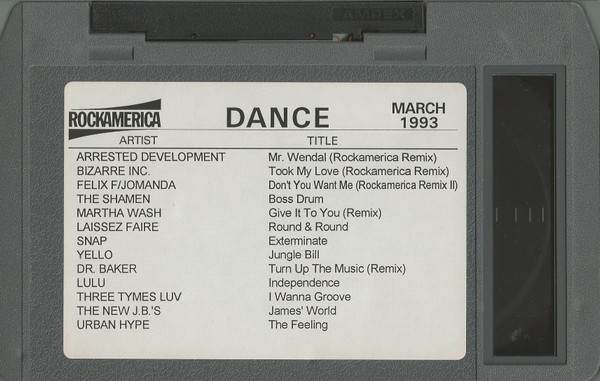 AMPEX
ROCKAMERICA DANCE MARCH 1993
ARTIST TITLE
ARRESTED DEVELOPMENT Mr. Wendal (Rockamerica Remix)
BIZARRE INC. Took My Love (Rockamerica Remix)
FELIX F/JOMANDA Don't You Want Me (Rockamerica Remix II)
THE SHAMEN Boss Drum
MARTHA WASH Give It To You (Remix)
LAISSEZ FAIRE Round & Round
SNAP Exterminate
YELLO Jungle Bill
DR. BAKER Turn Up The Music (Remix)
LULU Independence
THREE TYMES LUV I Wanna Groove
THE NEW J.B.'S James' World
URBAN HYPE The Feeling